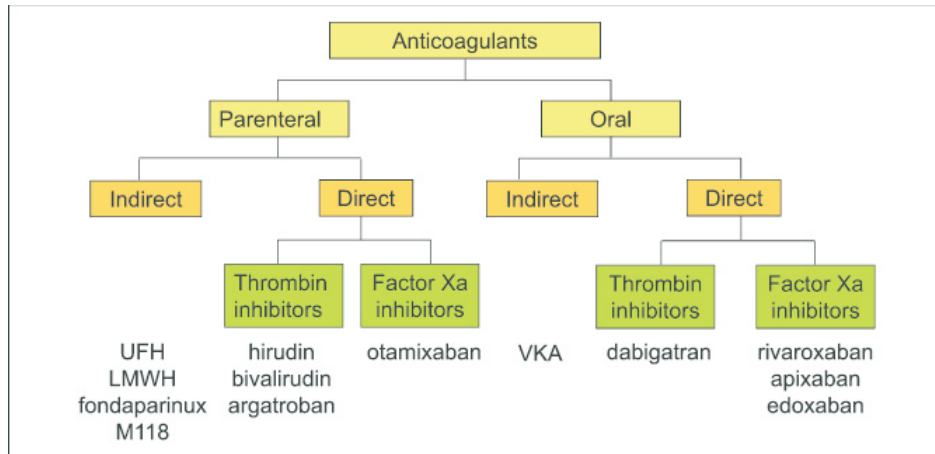 Anticoagulants
Parenteral
Oral
Indirect
Direct
Indirect
Direct
Thrombin
inhibitors
Factor Xa
inhibitors
Thrombin
inhibitors
Factor Xa
inhibitors
UFH
LMWH
fondaparinux
M118
hirudin
bivalirudin
argatroban
otamixaban
VKA
dabigatran
rivaroxaban
apixaban
edoxaban